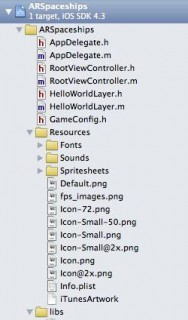 ARSpaceships
1 target, iOS SDK 4.3
ARSpaceships
AppDelegate.h
AppDelegate.m
RootViewController.h
RootViewController.m
HelloWorldLayer.h
HelloWorldLayer.m
GameConfig.h
Resources
Fonts
Sounds
Spritesheets
Default.png
fps_images.png
Icon-72.png
Icon-Small-50.png
Icon-Small.png
Icon-Small@2x.png
Icon.png
Icon@2x.png
Info.plist
iTunesArtwork
libs